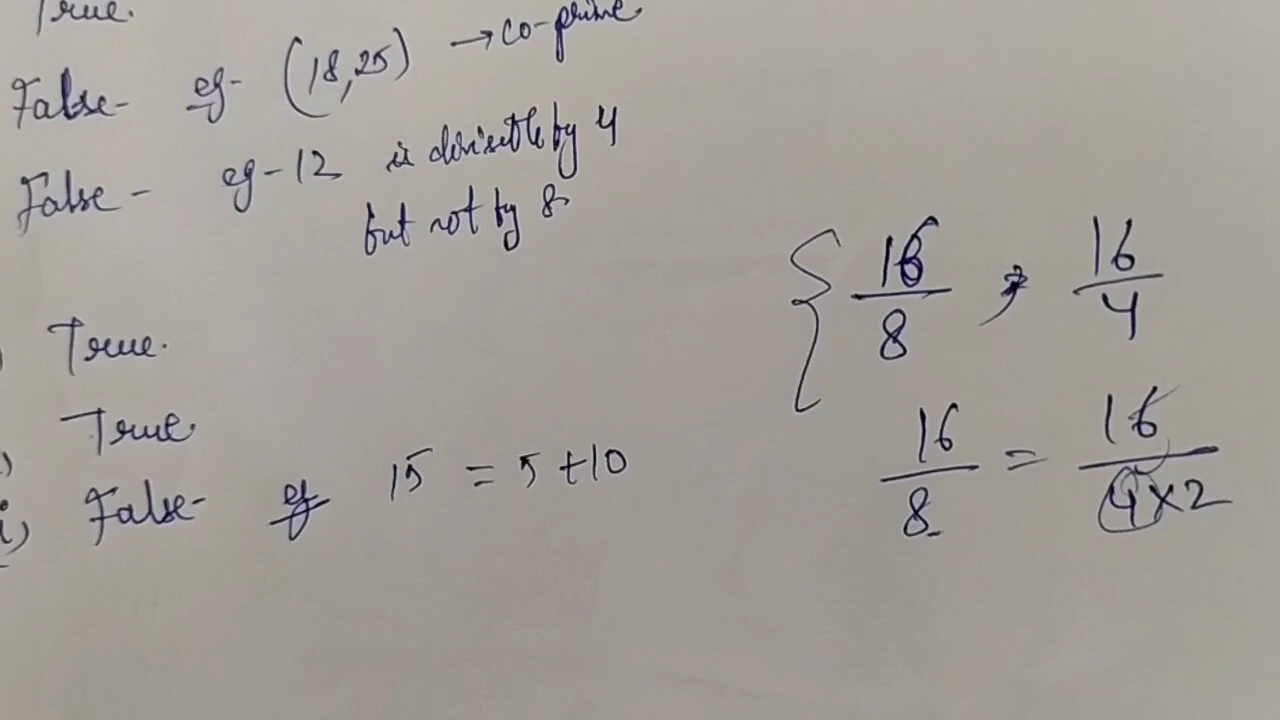 True.
False- eg- (18,25) → co-prime
False - eg-12 is divisible by 4
but not by 8
True.
True
i) False- eg 15 = 5 + 10
{ 16/8 , 16/4
16/8 = 16/4×2